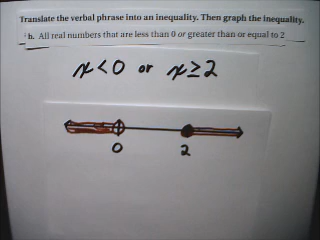 Translate the verbal phrase into an inequality. Then graph the inequality.
b. All real numbers that are less than 0 or greater than or equal to 2
x<0 or x≥2
0 2